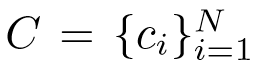 $C = \{c_i\}_{i=1}^{N}$